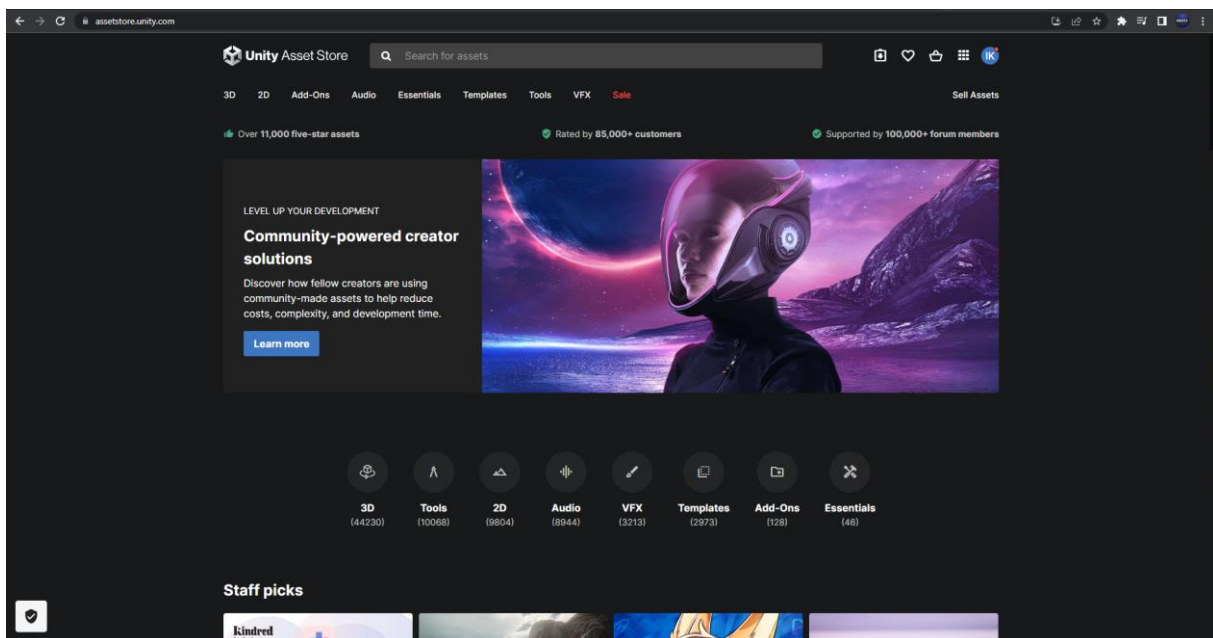 assetstore.unity.com
Unity Asset Store
Search for assets
IK
3D 2D Add-Ons Audio Essentials Templates Tools VFX Sale
Sell Assets
Over 11,000 five-star assets
Rated by 85,000+ customers
Supported by 100,000+ forum members
LEVEL UP YOUR DEVELOPMENT
Community-powered creator
solutions
Discover how fellow creators are using
community-made assets to help reduce
costs, complexity, and development time.
Learn more
3D Tools 2D Audio VFX Templates Add-Ons Essentials
(44230) (10068) (9804) (8944) (3213) (2973) (128) (46)
Staff picks
Kindred